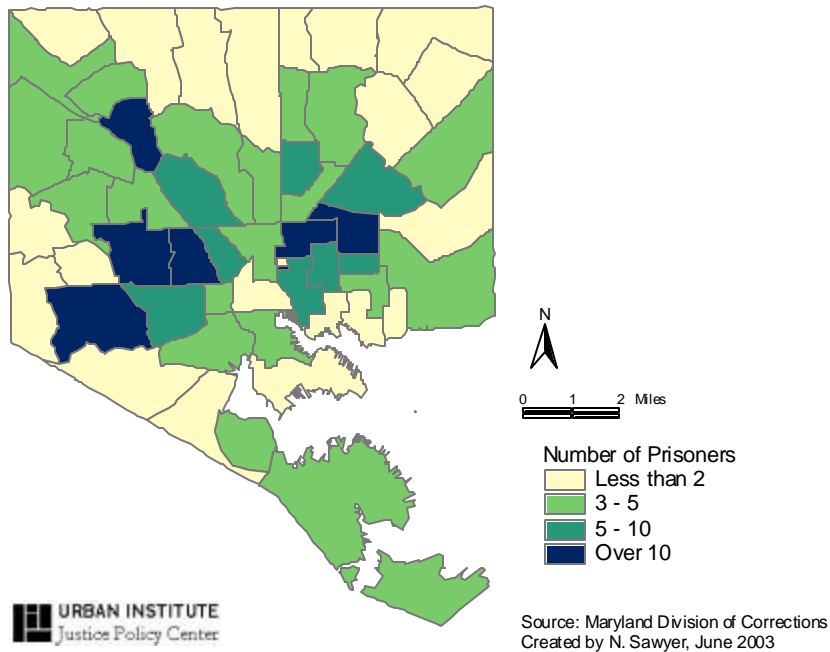 N
0 1 2 Miles
Number of Prisoners
Less than 2
3 - 5
5 - 10
Over 10
URBAN INSTITUTE
Justice Policy Center
Source: Maryland Division of Corrections
Created by N. Sawyer, June 2003